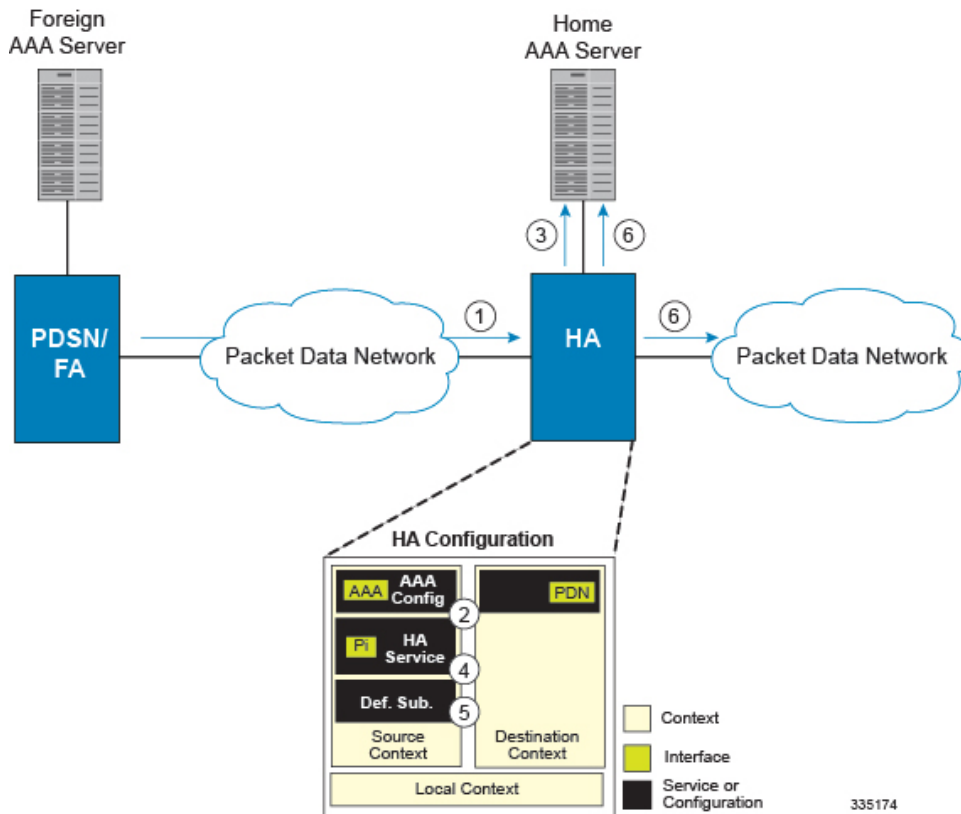 Foreign
AAA Server
Home
AAA Server
3
6
PDSN/
FA
1
Packet Data Network
HA
6
Packet Data Network
HA Configuration
AAA
AAA
Config
2
PDN
Pi
HA
Service
4
Def. Sub.
5
Source
Context
Destination
Context
Local Context
Context
Interface
Service or
Configuration
335174